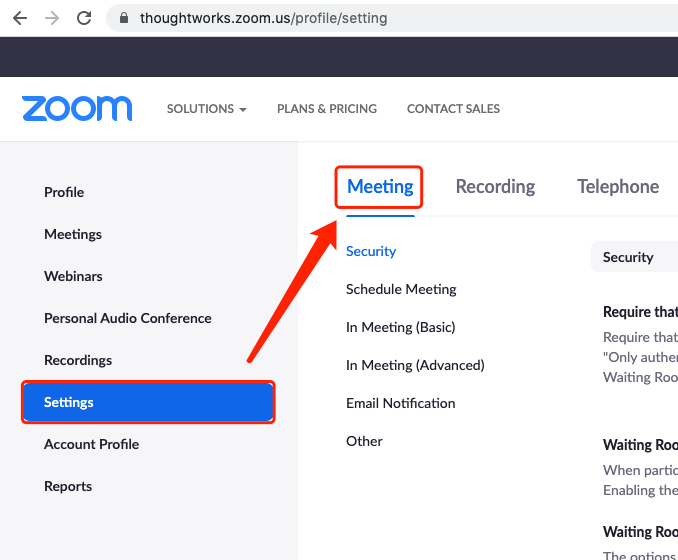 thoughtworks.zoom.us/profile/setting
zoom
SOLUTIONS
PLANS & PRICING
CONTACT SALES
Profile
Meetings
Webinars
Personal Audio Conference
Recordings
Settings
Account Profile
Reports
Meeting
Recording
Telephone
Security
Schedule Meeting
In Meeting (Basic)
In Meeting (Advanced)
Email Notification
Other
Security
Require that
Require that
"Only authe
Waiting Roo
Waiting Roo
When partic
Enabling the
Waiting Roo
The options